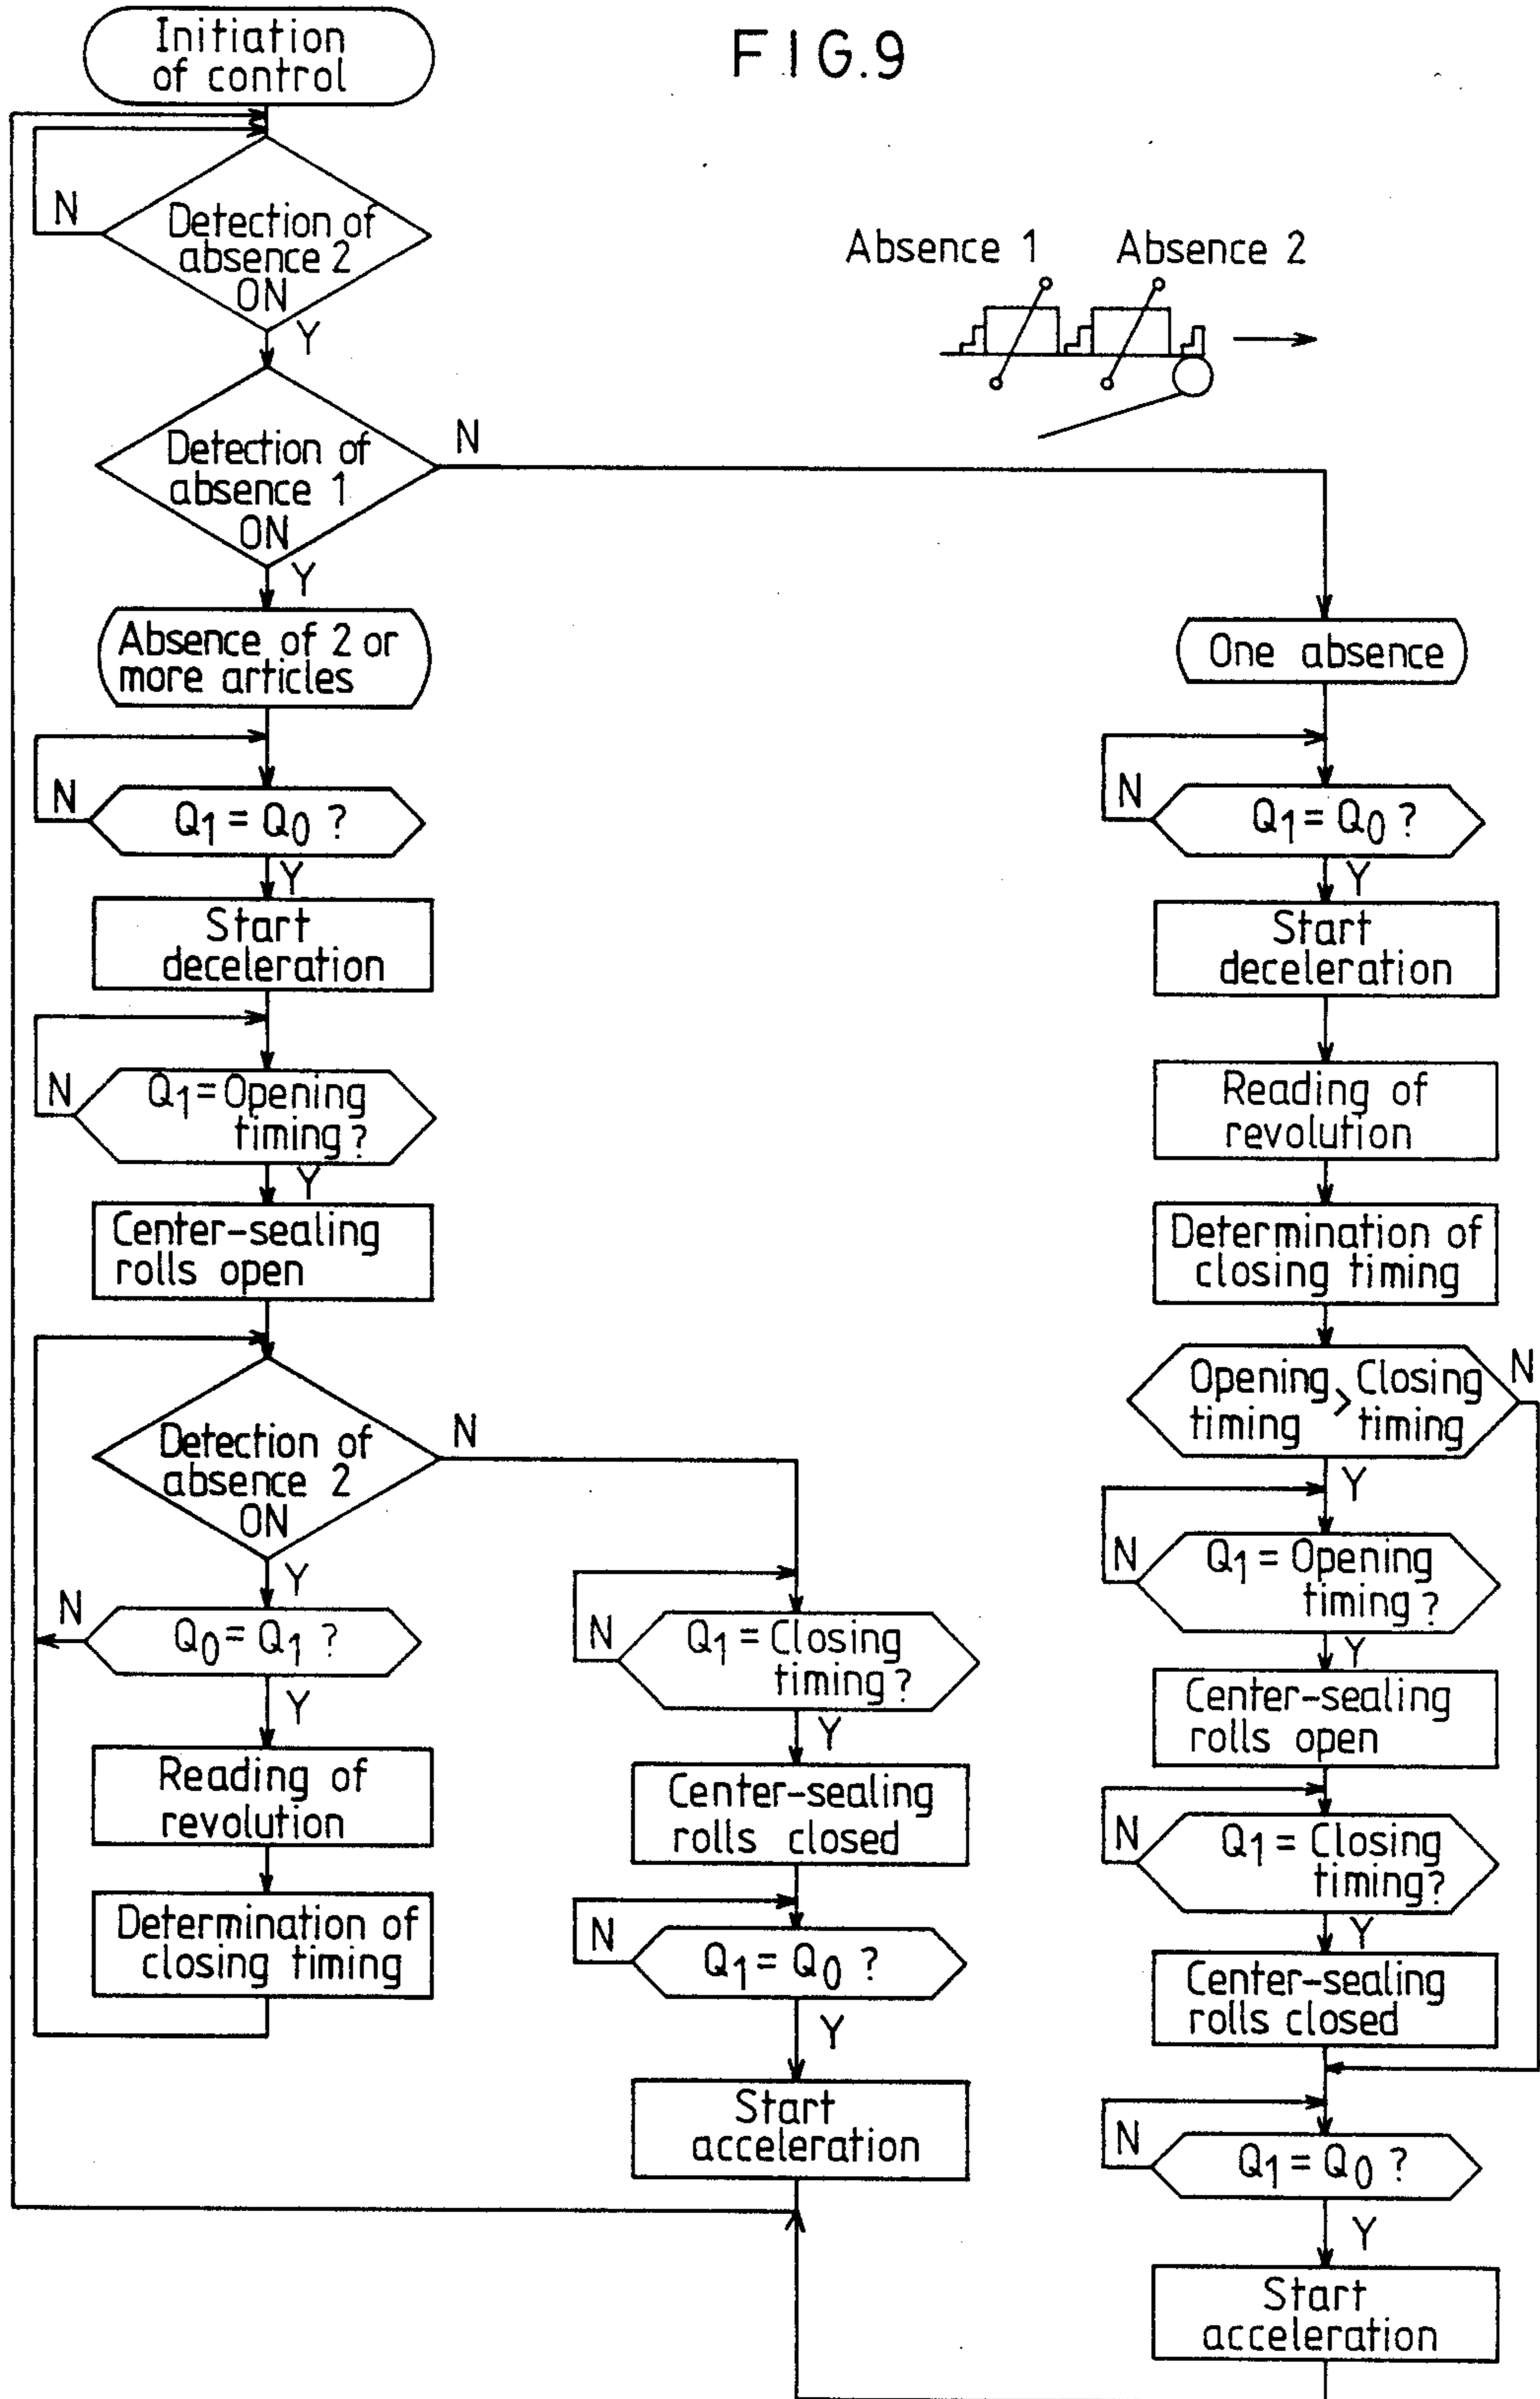 FIG.9
Initiation
of control
N
Detection of
absence 2
ON
Y
Absence 1
Absence 2
Detection of
absence 1
ON
N
Y
Absence of 2 or
more articles
N
Q1 = Q0 ?
Y
Start
deceleration
N
Q1 = Opening
timing ?
Y
Center-sealing
rolls open
Detection of
absence 2
ON
N
Y
N
Q0 = Q1 ?
Y
Reading of
revolution
Determination of
closing timing
N
Q1 = Closing
timing ?
Y
Center-sealing
rolls closed
N
Q1 = Q0 ?
Y
Start
acceleration
One absence
N
Q1 = Q0 ?
Y
Start
deceleration
Reading of
revolution
Determination of
closing timing
Opening > Closing
timing timing
N
Y
N
Q1 = Opening
timing ?
Y
Center-sealing
rolls open
N
Q1 = Closing
timing?
Y
Center-sealing
rolls closed
N
Q1 = Q0 ?
Y
Start
acceleration